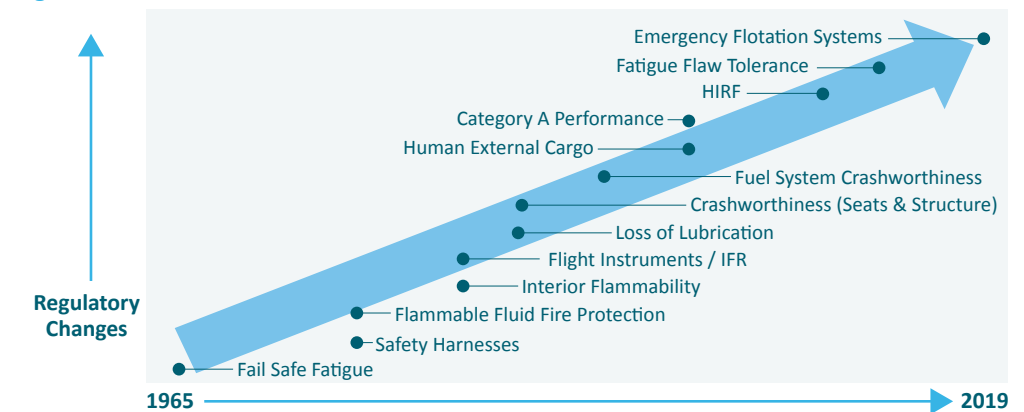 Emergency Flotation Systems
Fatigue Flaw Tolerance
HIRF
Category A Performance
Human External Cargo
Fuel System Crashworthiness
Crashworthiness (Seats & Structure)
Loss of Lubrication
Flight Instruments / IFR
Interior Flammability
Flammable Fluid Fire Protection
Safety Harnesses
Fail Safe Fatigue
Regulatory
Changes
1965
2019